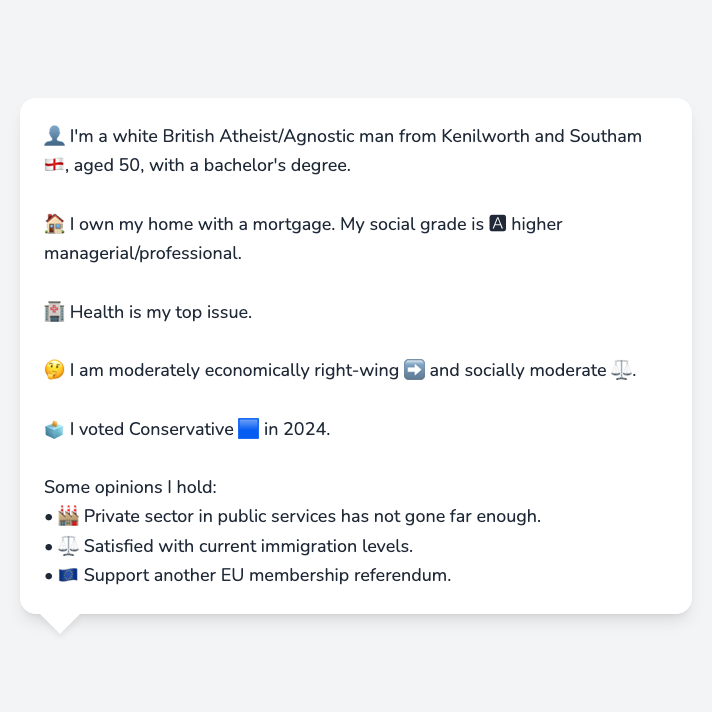 👤 I'm a white British Atheist/Agnostic man from Kenilworth and Southam
🏴󠁧󠁢󠁥󠁮󠁧󠁿, aged 50, with a bachelor's degree.
🏠 I own my home with a mortgage. My social grade is 🅰 higher
managerial/professional.
🏥 Health is my top issue.
🤔 I am moderately economically right-wing ➡️ and socially moderate ⚖️.
🗳️ I voted Conservative 🟦 in 2024.
Some opinions I hold:
• 🏭 Private sector in public services has not gone far enough.
• ⚖️ Satisfied with current immigration levels.
• 🇪🇺 Support another EU membership referendum.